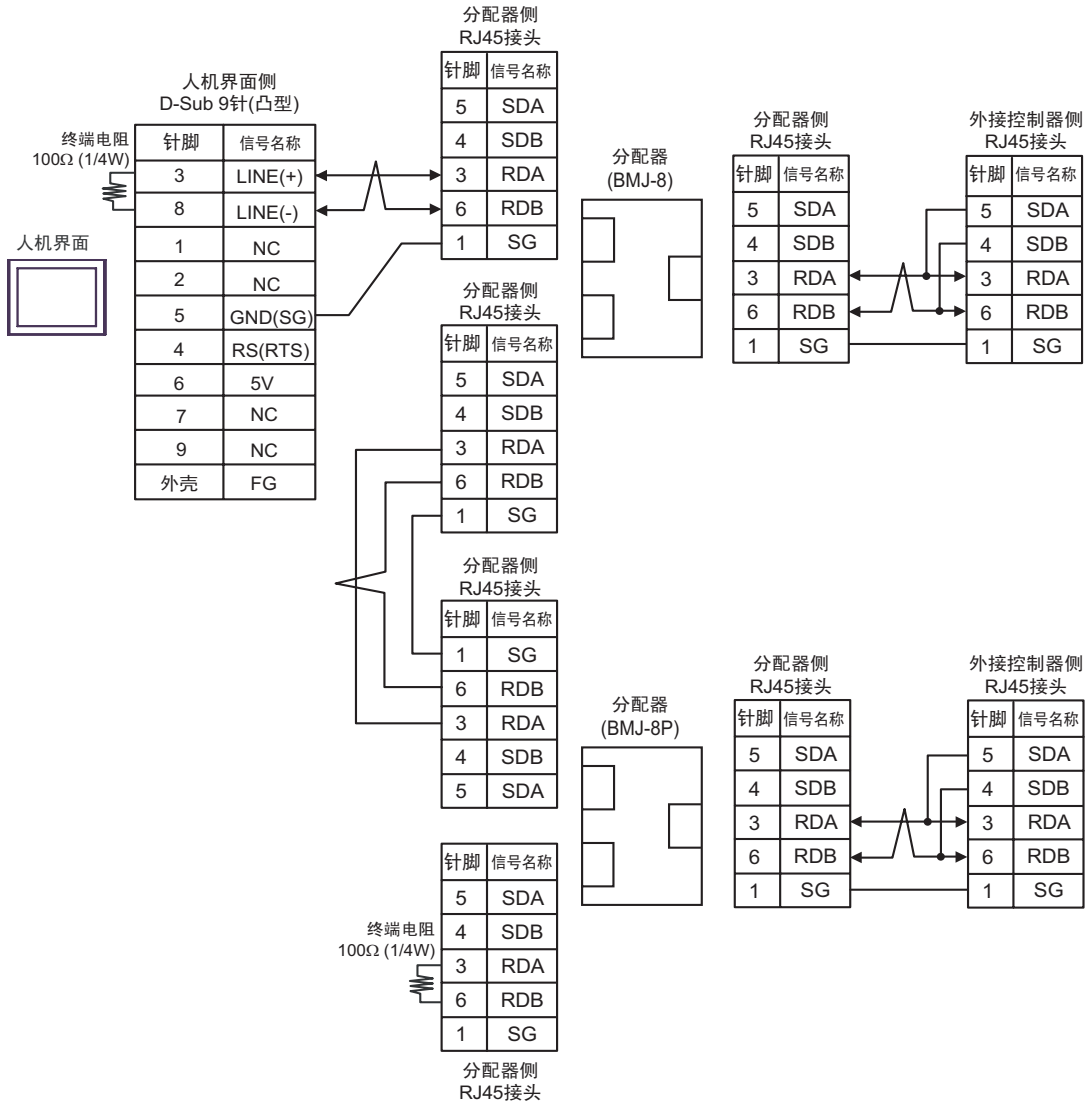 人机界面
人机界面侧
D-Sub 9针(凸型)
终端电阻
100Ω (1/4W)
针脚 信号名称
3 LINE(+)
8 LINE(-)
1 NC
2 NC
5 GND(SG)
4 RS(RTS)
6 5V
7 NC
9 NC
外壳 FG
分配器侧
RJ45接头
针脚 信号名称
5 SDA
4 SDB
3 RDA
6 RDB
1 SG
分配器
(BMJ-8)
分配器侧
RJ45接头
针脚 信号名称
5 SDA
4 SDB
3 RDA
6 RDB
1 SG
外接控制器侧
RJ45接头
针脚 信号名称
5 SDA
4 SDB
3 RDA
6 RDB
1 SG
分配器侧
RJ45接头
针脚 信号名称
5 SDA
4 SDB
3 RDA
6 RDB
1 SG
分配器侧
RJ45接头
针脚 信号名称
1 SG
6 RDB
3 RDA
4 SDB
5 SDA
分配器
(BMJ-8P)
分配器侧
RJ45接头
针脚 信号名称
5 SDA
4 SDB
3 RDA
6 RDB
1 SG
外接控制器侧
RJ45接头
针脚 信号名称
5 SDA
4 SDB
3 RDA
6 RDB
1 SG
终端电阻
100Ω (1/4W)
针脚 信号名称
5 SDA
4 SDB
3 RDA
6 RDB
1 SG
分配器侧
RJ45接头